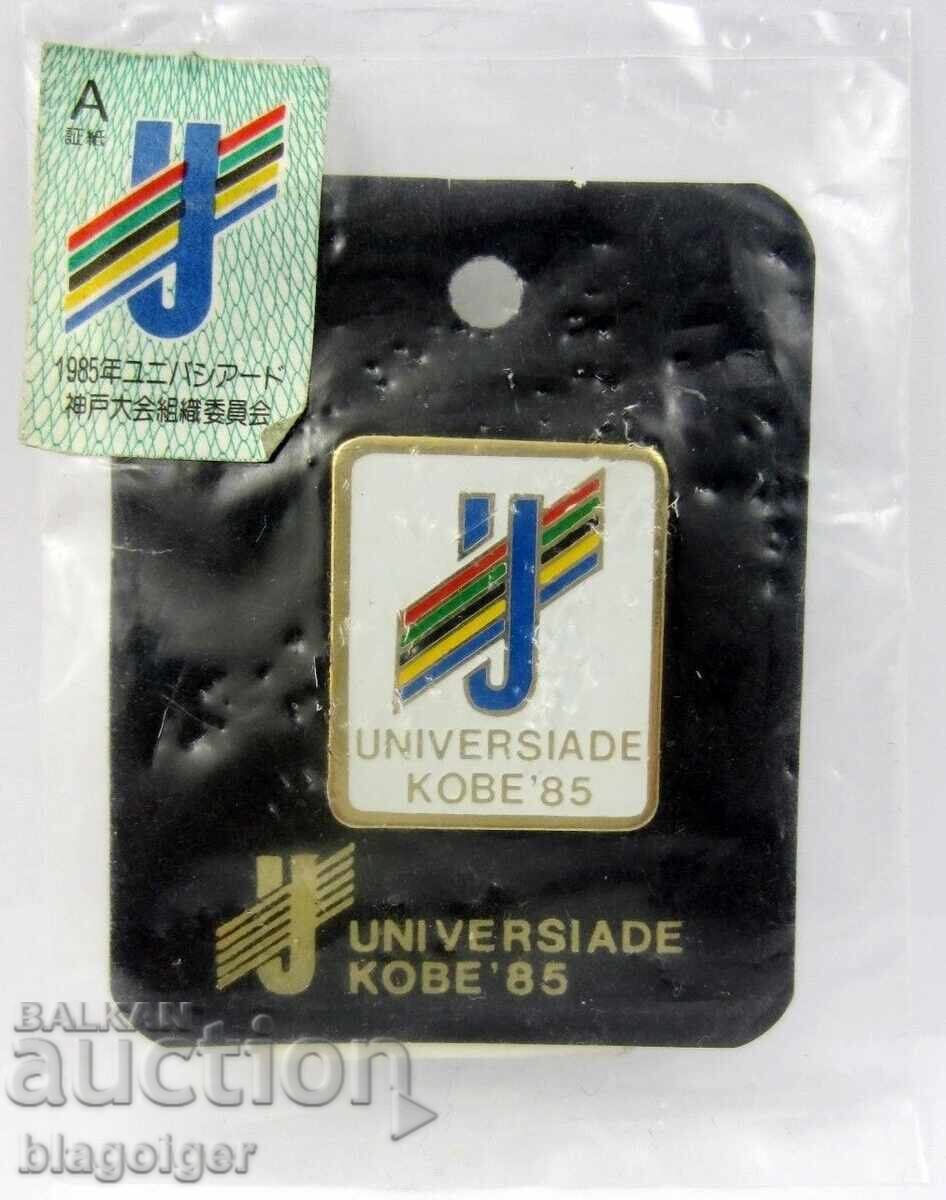 A
証紙
1985年ユニバシアード
神戸大会組織委員会
UNIVERSIADE
KOBE '85
UNIVERSIADE
KOBE '85
BALKAN
auction
blagoiger